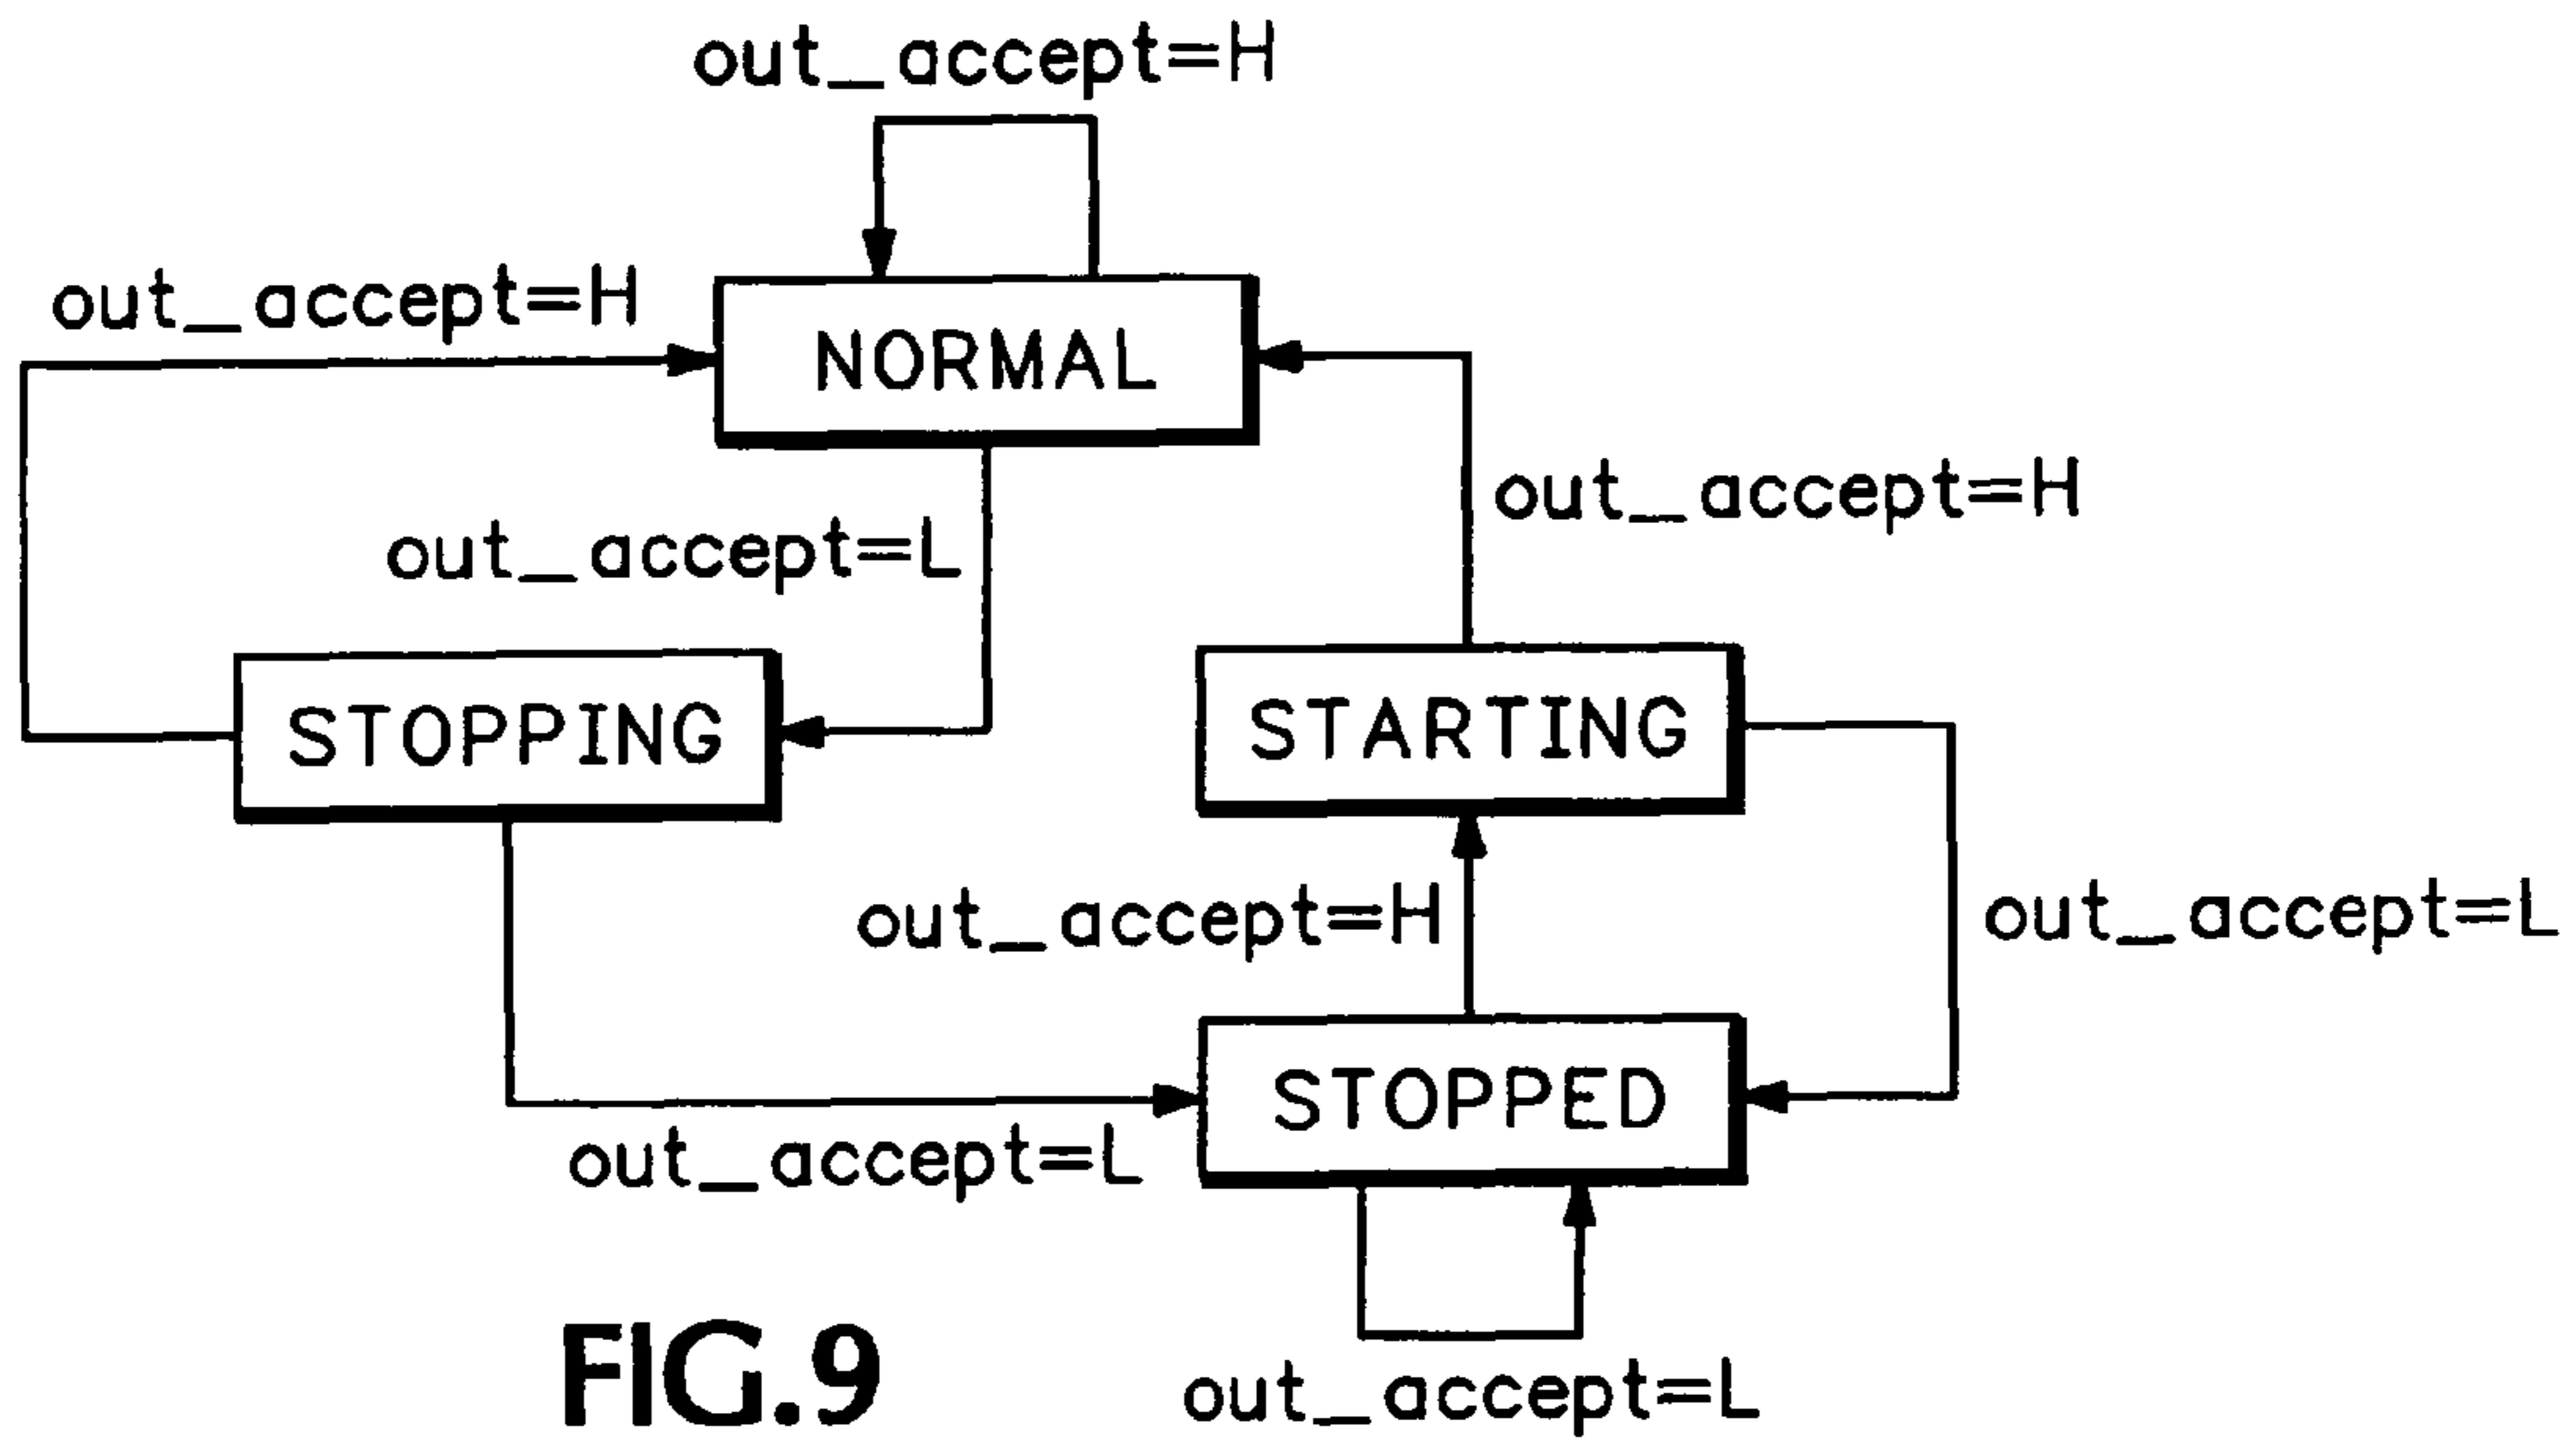 out_accept=H
out_accept=H
NORMAL
out_accept=H
out_accept=L
STOPPING
STARTING
out_accept=H
out_accept=L
STOPPED
out_accept=L
out_accept=L
FIG.9